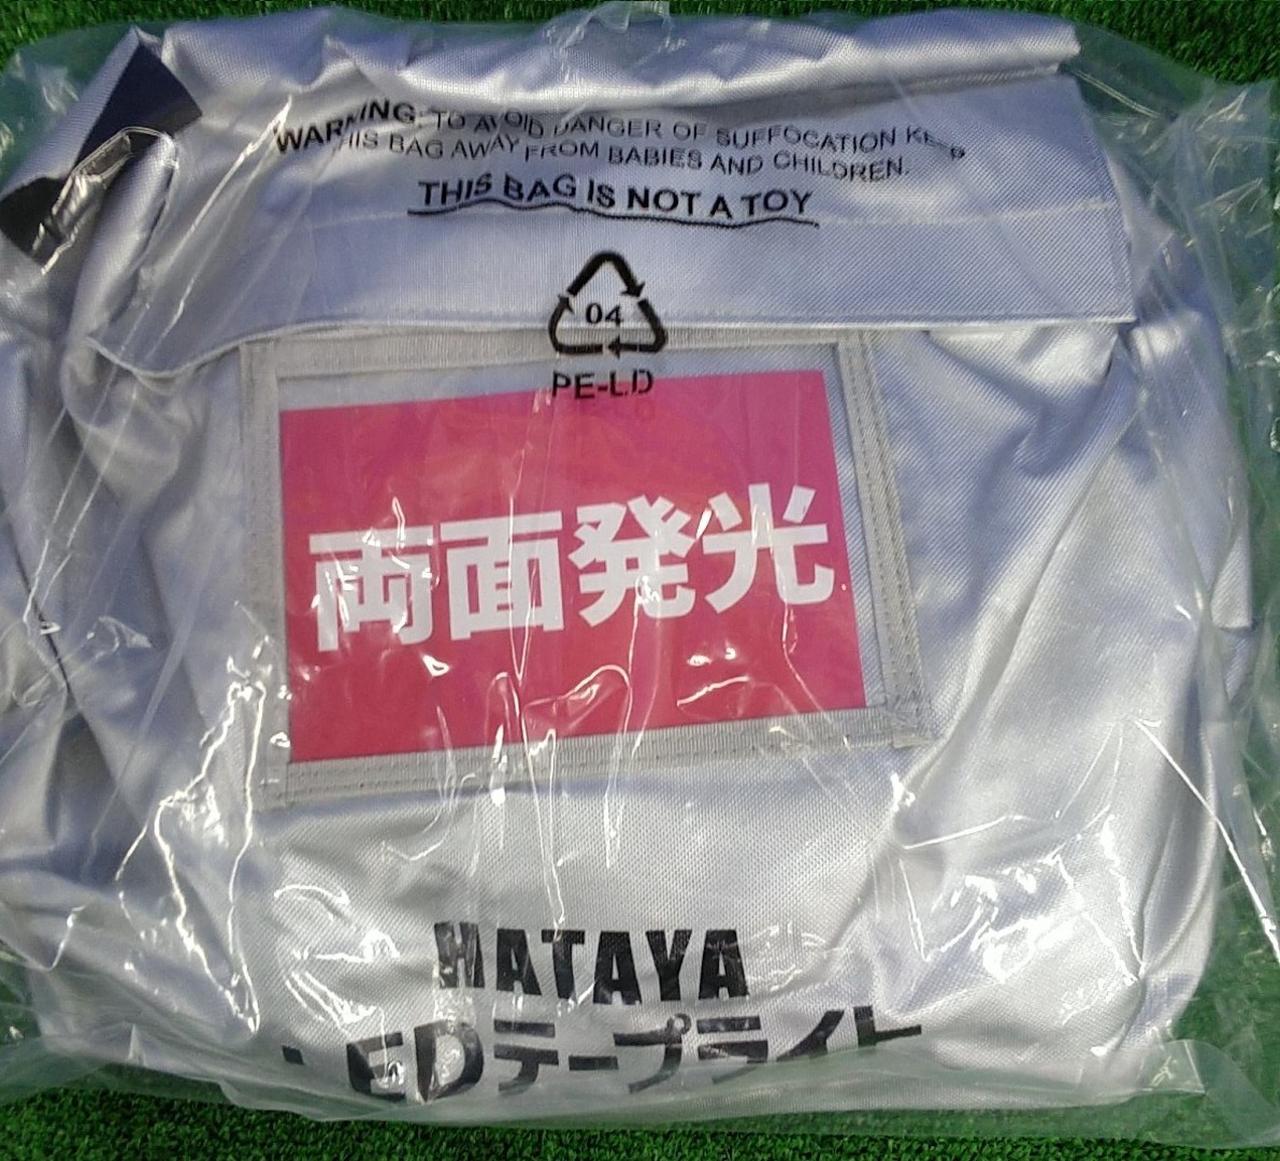 WARNING: TO AVOID DANGER OF SUFFOCATION KEEP
THIS BAG AWAY FROM BABIES AND CHILDREN.
THIS BAG IS NOT A TOY
04
PE-LD
両面発光
HATAYA
LEDテープライト